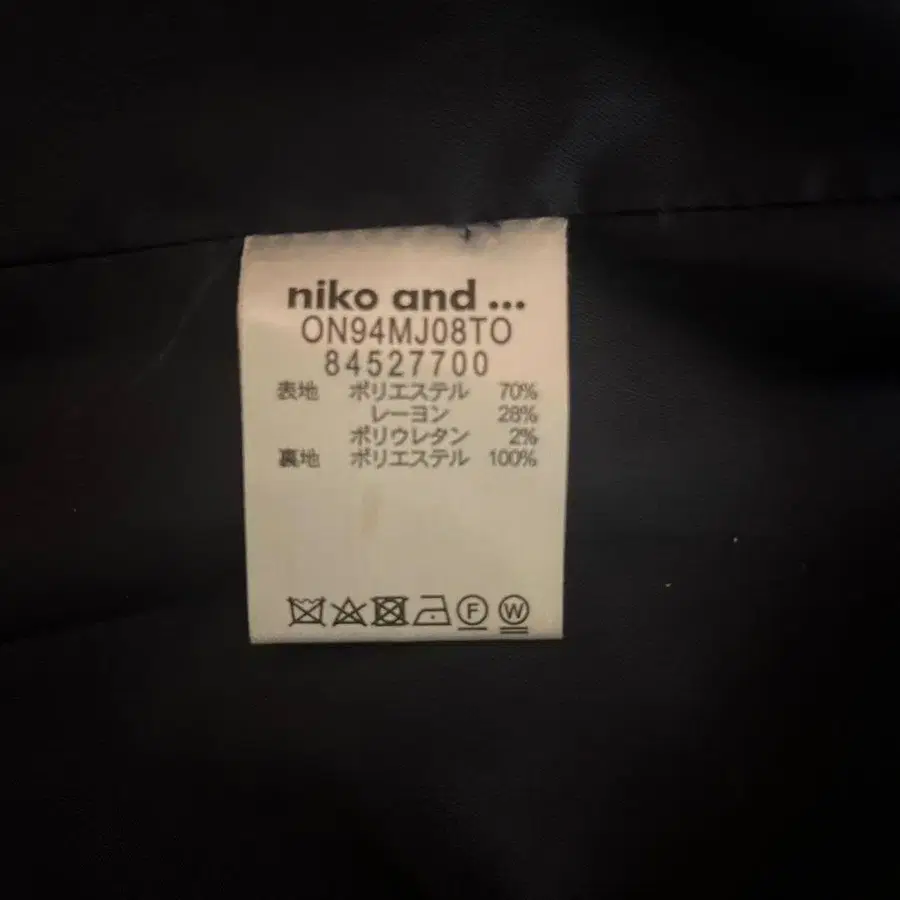 niko and ...
ON94MJ08TO
84527700
表地 ポリエステル 70%
レーヨン 28%
ポリウレタン 2%
裏地 ポリエステル 100%
F W